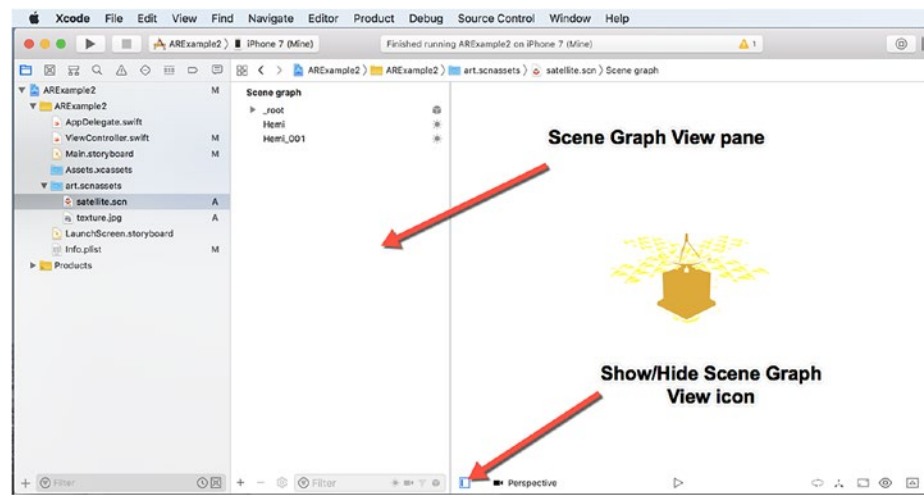 Xcode File Edit View Find Navigate Editor Product Debug Source Control Window Help
ARExample2 〉 iPhone 7 (Mine) Finished running ARExample2 on iPhone 7 (Mine) 1
ARExample2 〉 ARExample2 〉 art.scnassets 〉 satellite.scn 〉 Scene graph
ARExample2 M
ARExample2
AppDelegate.swift
ViewController.swift M
Main.storyboard M
Assets.xcassets
art.scnassets
satellite.scn A
texture.jpg A
LaunchScreen.storyboard
Info.plist M
Products
Scene graph
_root
Hemi
Hemi_001
Scene Graph View pane
Show/Hide Scene Graph
View icon
Filter
Filter
Perspective